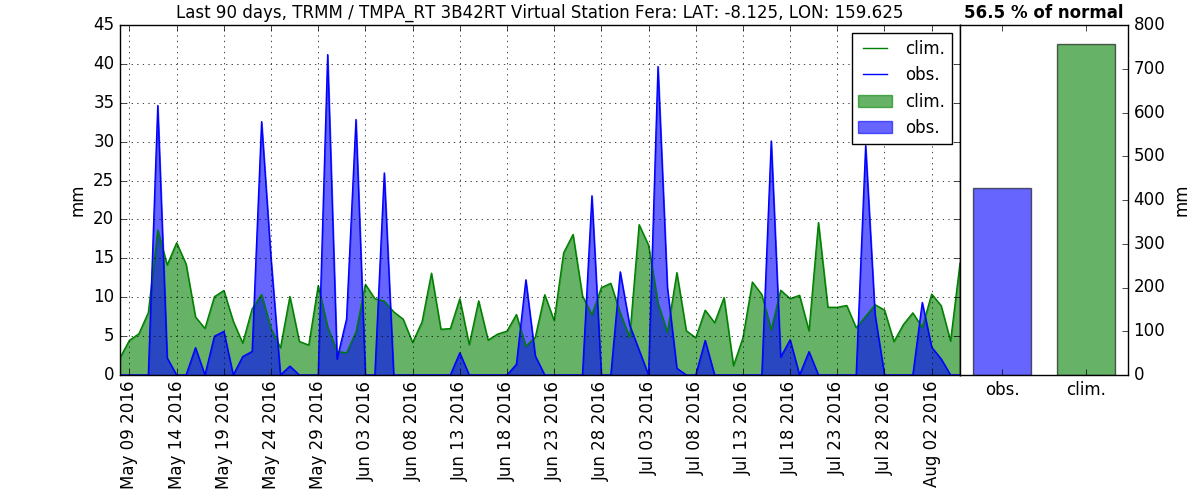 Last 90 days, TRMM / TMPA_RT 3B42RT Virtual Station Fera: LAT: -8.125, LON: 159.625
56.5 % of normal
45
40
35
30
25
20
15
10
5
0
mm
clim.
obs.
clim.
obs.
May 09 2016
May 14 2016
May 19 2016
May 24 2016
May 29 2016
Jun 03 2016
Jun 08 2016
Jun 13 2016
Jun 18 2016
Jun 23 2016
Jun 28 2016
Jul 03 2016
Jul 08 2016
Jul 13 2016
Jul 18 2016
Jul 23 2016
Jul 28 2016
Aug 02 2016
800
700
600
500
400
300
200
100
0
mm
obs.
clim.